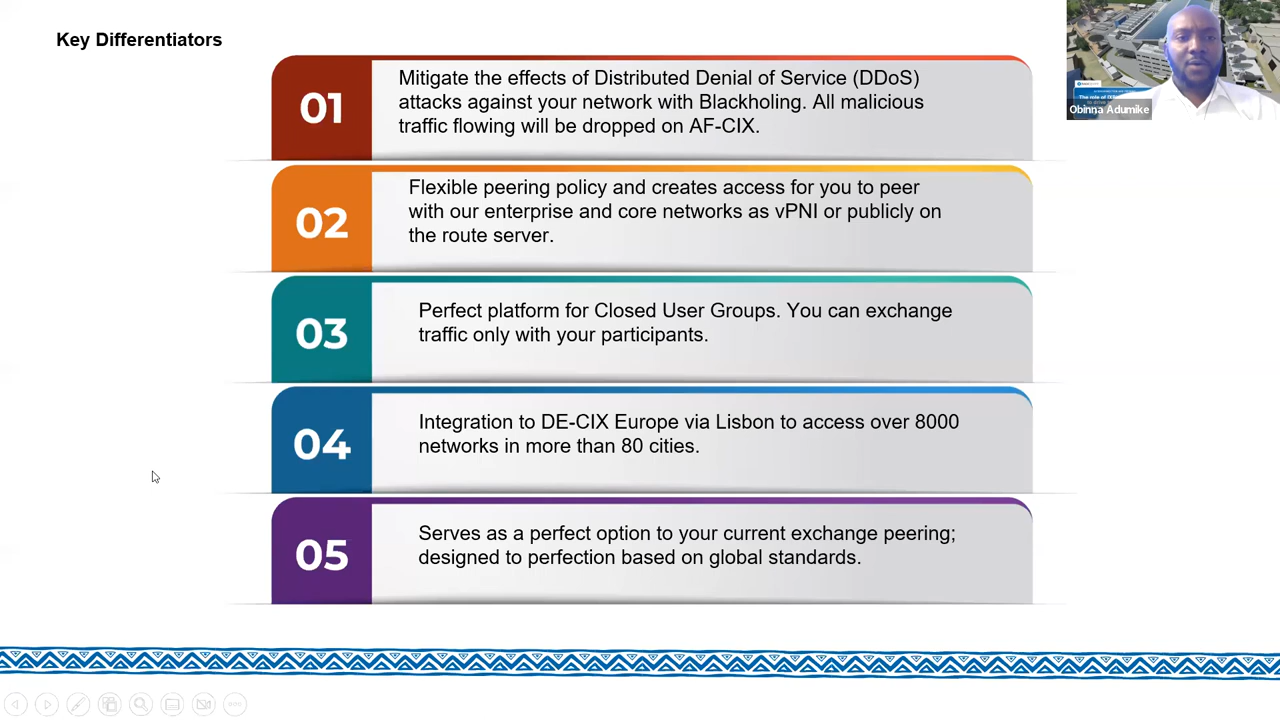 Key Differentiators
01
Mitigate the effects of Distributed Denial of Service (DDoS)
attacks against your network with Blackholing. All malicious
traffic flowing will be dropped on AF-CIX.
02
Flexible peering policy and creates access for you to peer
with our enterprise and core networks as vPNI or publicly on
the route server.
03
Perfect platform for Closed User Groups. You can exchange
traffic only with your participants.
04
Integration to DE-CIX Europe via Lisbon to access over 8000
networks in more than 80 cities.
05
Serves as a perfect option to your current exchange peering;
designed to perfection based on global standards.
The role of
Obinna Adumike